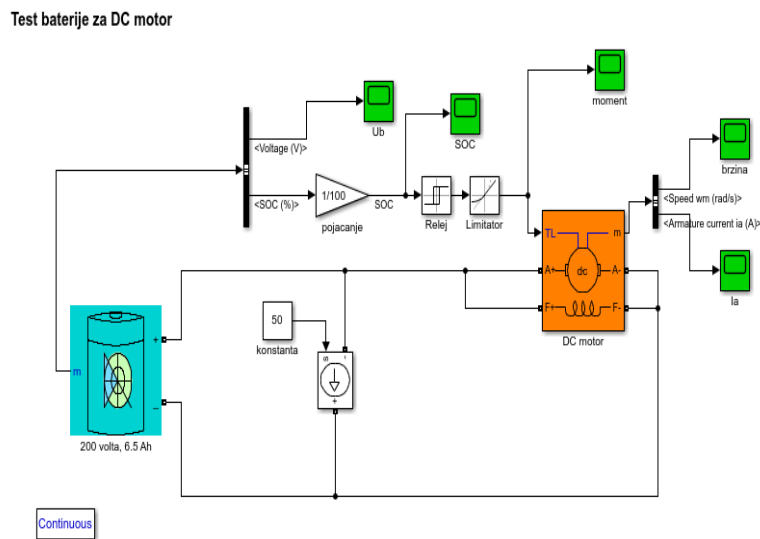 Test baterije za DC motor
moment
Ub
SOC
brzina
<Voltage (V)>
<SOC (%)>
1/100
SOC
pojacanje
Relej
Limitator
<Speed wm (rad/s)>
<Armature current ia (A)>
TL
m
A+
dc
A-
F+
F-
DC motor
Ia
50
konstanta
s
-
+
+
m
_
200 volta, 6.5 Ah
Continuous